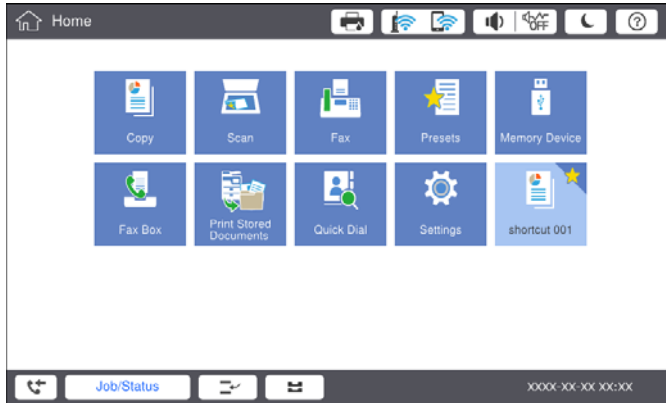 Home
OFF
?
Copy
Scan
Fax
Presets
Memory Device
Fax Box
Print Stored
Documents
Quick Dial
Settings
shortcut 001
Job/Status
XXXX-XX-XX XX:XX